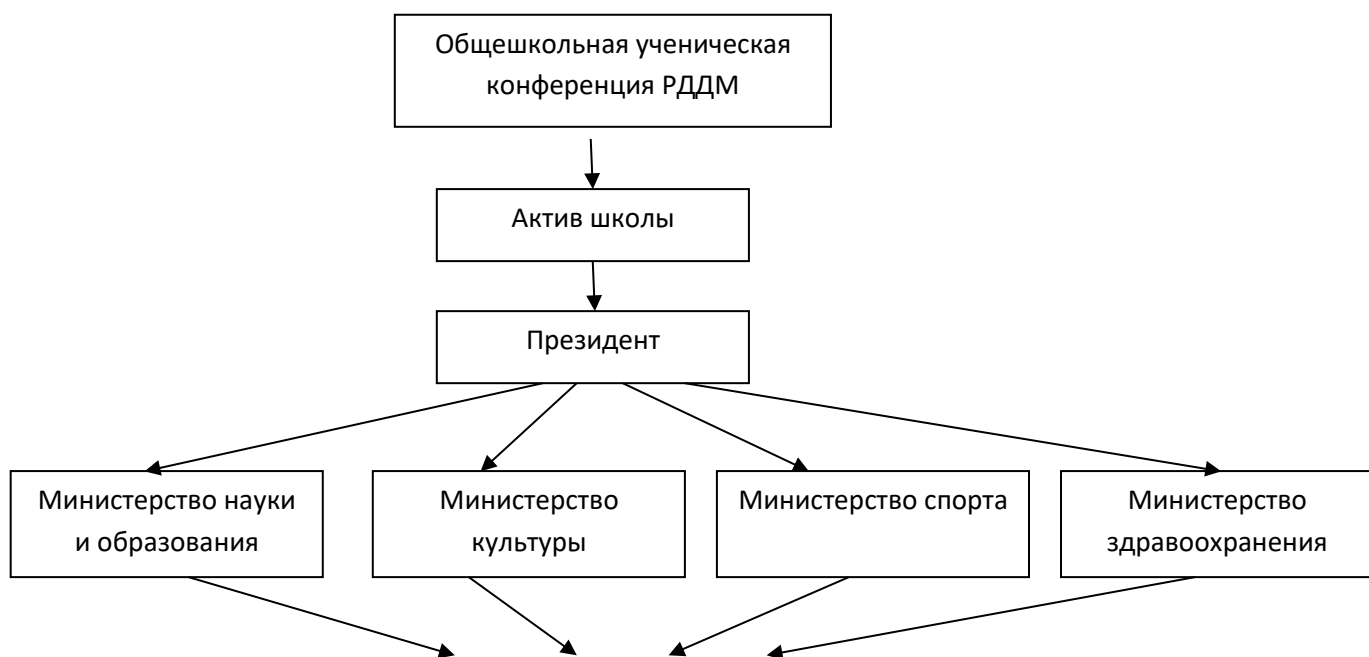 Общешкольная ученическая
конференция РДДМ
Актив школы
Президент
Министерство науки
и образования
Министерство
культуры
Министерство спорта
Министерство
здравоохранения